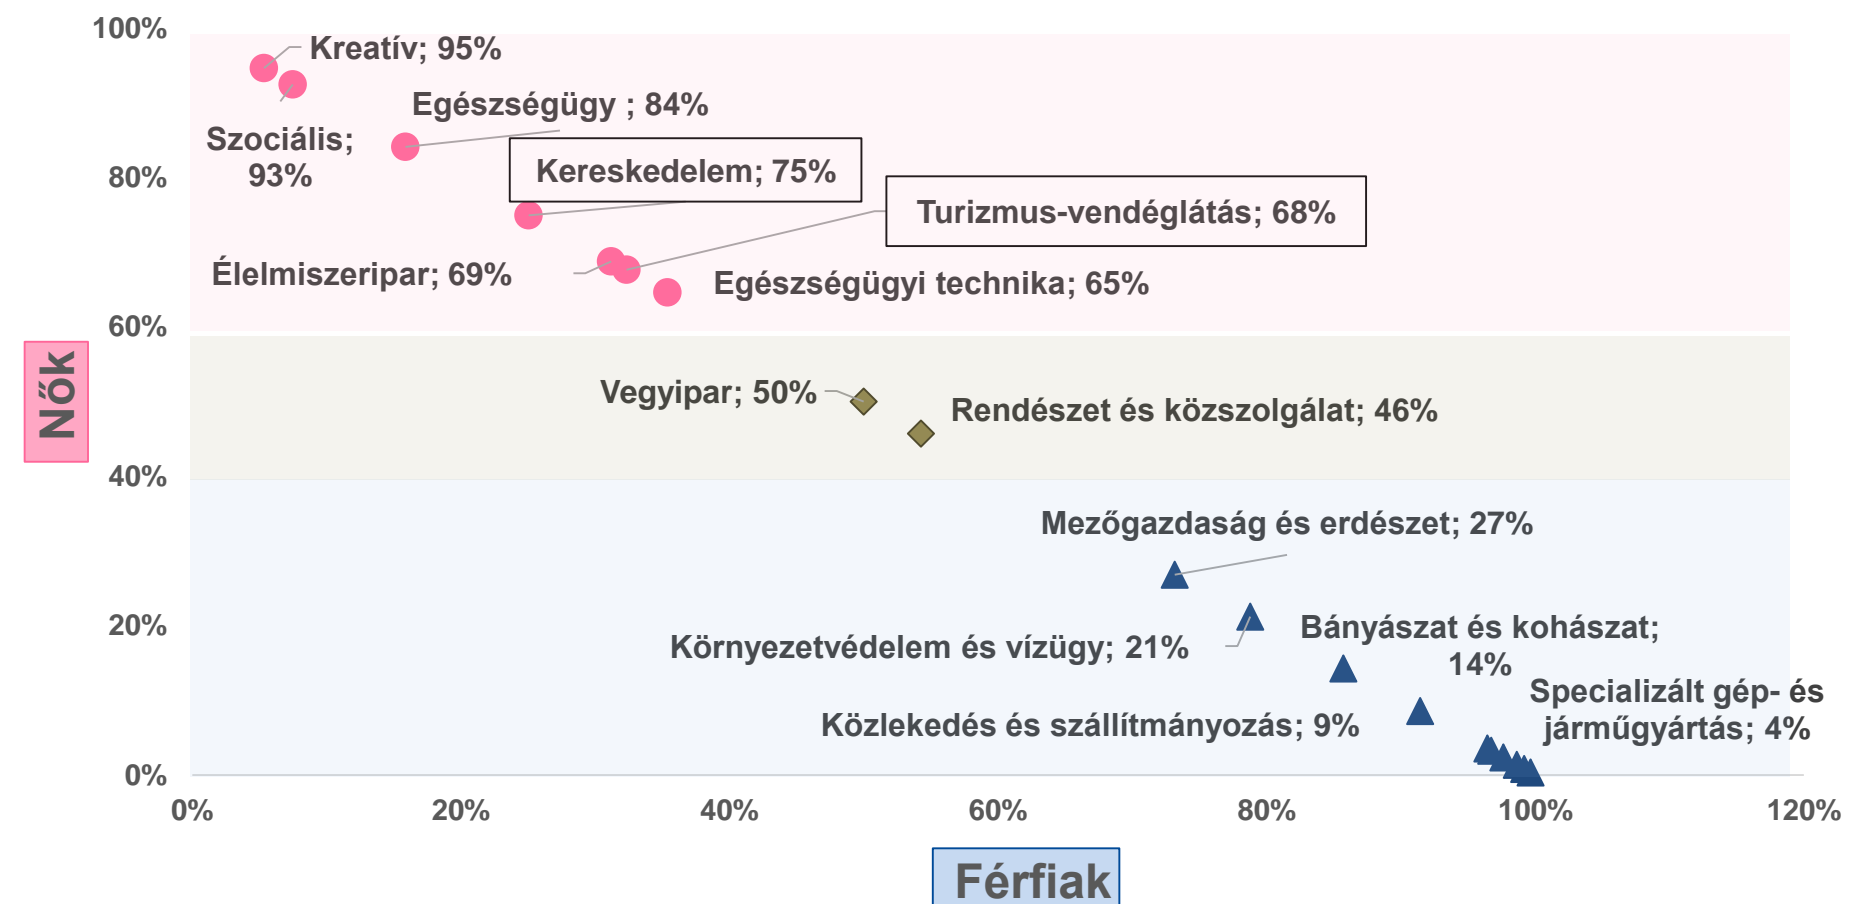 100%
Kreatív; 95%
Egészségügy ; 84%
Szociális;
93%
80%
Kereskedelem; 75%
Turizmus-vendéglátás; 68%
Élelmiszeripar; 69%
Egészségügyi technika; 65%
60%
Nők
Vegyipar; 50%
Rendészet és közszolgálat; 46%
40%
Mezőgazdaság és erdészet; 27%
20%
Környezetvédelem és vízügy; 21%
Bányászat és kohászat;
14%
Specializált gép- és
járműgyártás; 4%
Közlekedés és szállítmányozás; 9%
0%
0%
20%
40%
60%
80%
100%
120%
Férfiak